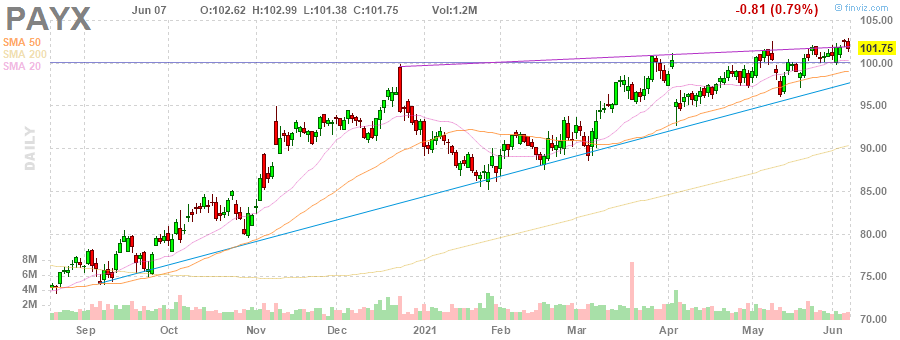 PAYX
Jun 07
O:102.62 H:102.99 L:101.38 C:101.75
Vol:1.2M
-0.81 (0.79%)
© finviz.com
SMA 50
SMA 200
SMA 20
DAILY
105.00
101.75
100.00
95.00
90.00
85.00
80.00
75.00
70.00
8M
6M
4M
2M
Sep Oct Nov Dec 2021 Feb Mar Apr May Jun